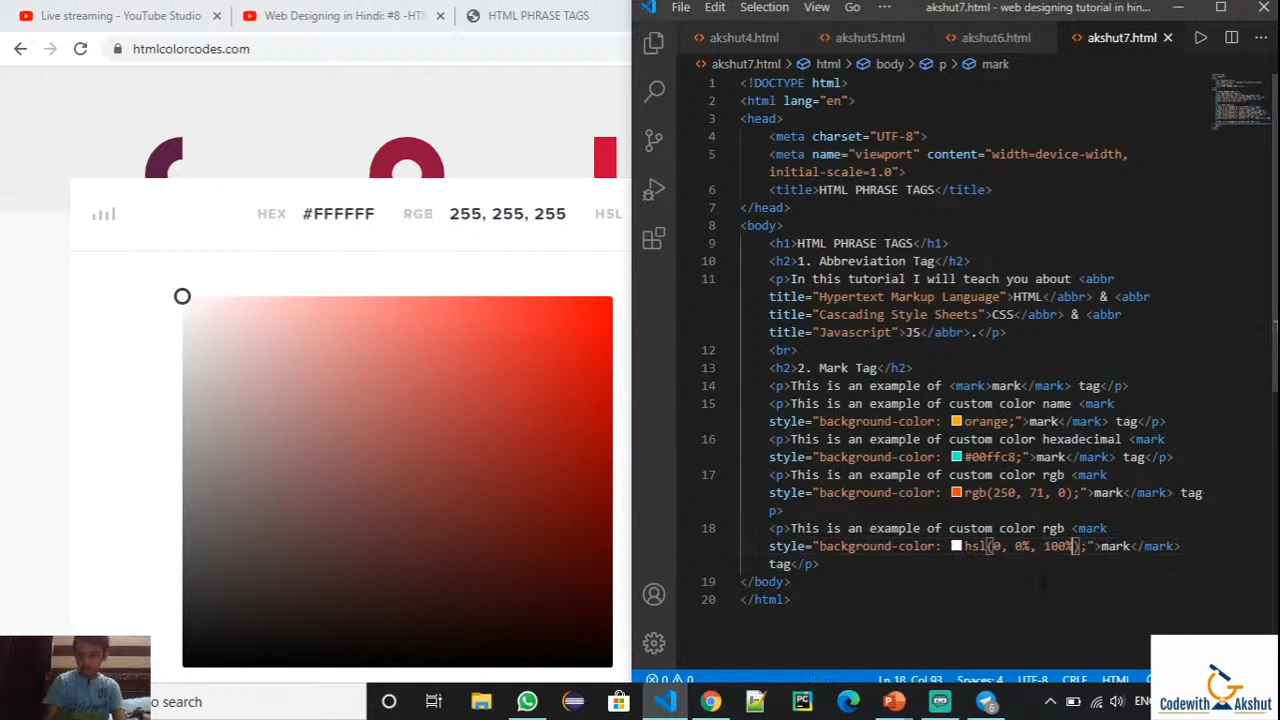 Live streaming - YouTube Studio
Web Designing in Hindi #8 -HT
HTML PHRASE TAGS
htmlcolorcodes.com
HEX #FFFFFF RGB 255, 255, 255 HSL
File Edit Selection View Go ... akshut7.html - web designing tutorial in hin...
akshut4.html akshut5.html akshut6.html akshut7.html
akshut7.html > html > body > p > mark
1 <!DOCTYPE html>
2 <html lang="en">
3 <head>
4 <meta charset="UTF-8">
5 <meta name="viewport" content="width=device-width,
initial-scale=1.0">
6 <title>HTML PHRASE TAGS</title>
7 </head>
8 <body>
9 <h1>HTML PHRASE TAGS</h1>
10 <h2>1. Abbreviation Tag</h2>
11 <p>In this tutorial I will teach you about <abbr
title="Hypertext Markup Language">HTML</abbr> & <abbr
title="Cascading Style Sheets">CSS</abbr> & <abbr
title="Javascript">JS</abbr>.</p>
12 <br>
13 <h2>2. Mark Tag</h2>
14 <p>This is an example of <mark>mark</mark> tag</p>
15 <p>This is an example of custom color name <mark
style="background-color: orange;">mark</mark> tag</p>
16 <p>This is an example of custom color hexadecimal <mark
style="background-color: #00ffc8;">mark</mark> tag</p>
17 <p>This is an example of custom color rgb <mark
style="background-color: rgb(250, 71, 0);">mark</mark> tag
p>
18 <p>This is an example of custom color rgb <mark
style="background-color: hsl(0, 0%, 100%);">mark</mark>
tag</p>
19 </body>
20 </html>
0 0 Ln 18, Col 93 Spaces: 4 UTF-8 CRLF HTML
o search
ENG
Codewith Akshut